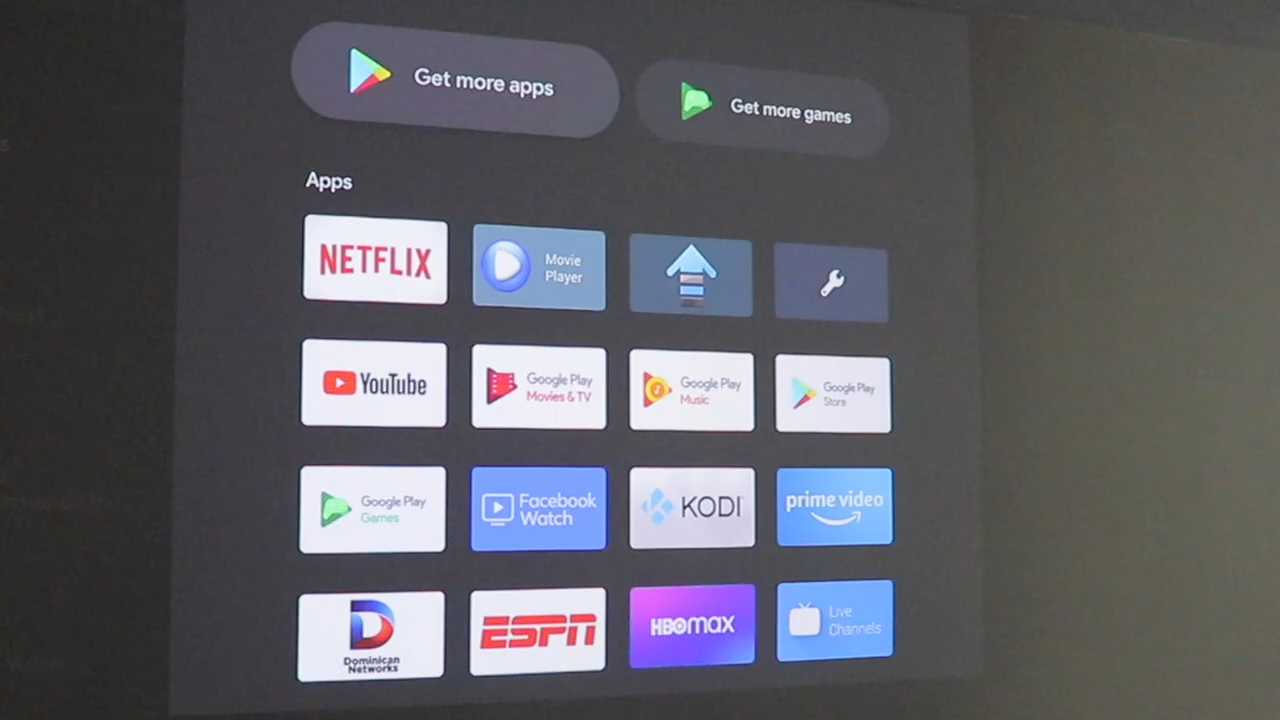 Get more apps
Get more games
Apps
NETFLIX
Movie
Player
YouTube
Google Play
Movies & TV
Google Play
Music
Google Play
Store
Google Play
Games
Facebook
Watch
KODI
prime video
Dominican
Networks
ESPN
HBOmax
Live
Channels